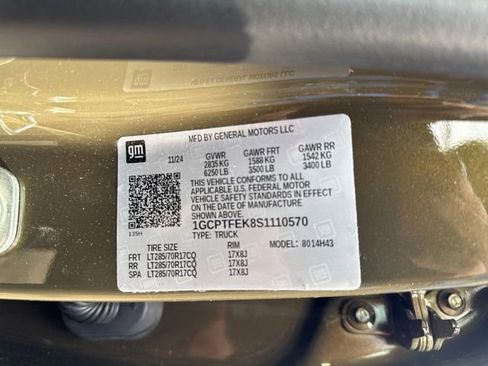 gm
MFD BY GENERAL MOTORS LLC
11/24 GVWR GAWR FRT GAWR RR
2835 KG 1588 KG 1542 KG
6250 LB 3500 LB 3400 LB
THIS VEHICLE CONFORMS TO ALL
APPLICABLE U.S. FEDERAL MOTOR
VEHICLE SAFETY STANDARDS IN EFFECT
ON THE DATE OF MANUFACTURE
SHOWN ABOVE.
1GCPTFEK8S1110570
TYPE: TRUCK
135H
TIRE SIZE RIM MODEL: 8014H43
FRT LT285/70R17CQ 17X8J
RR LT285/70R17CQ 17X8J
SPA LT285/70R17CQ 17X8J